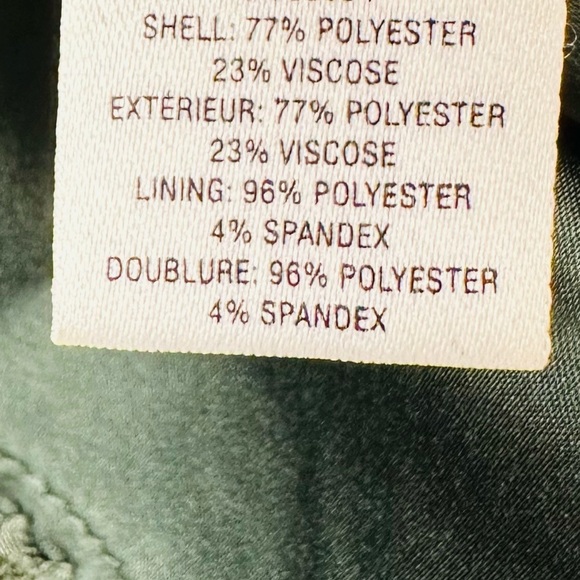 SHELL: 77% POLYESTER
23% VISCOSE
EXTÉRIEUR: 77% POLYESTER
23% VISCOSE
LINING: 96% POLYESTER
4% SPANDEX
DOUBLURE: 96% POLYESTER
4% SPANDEX